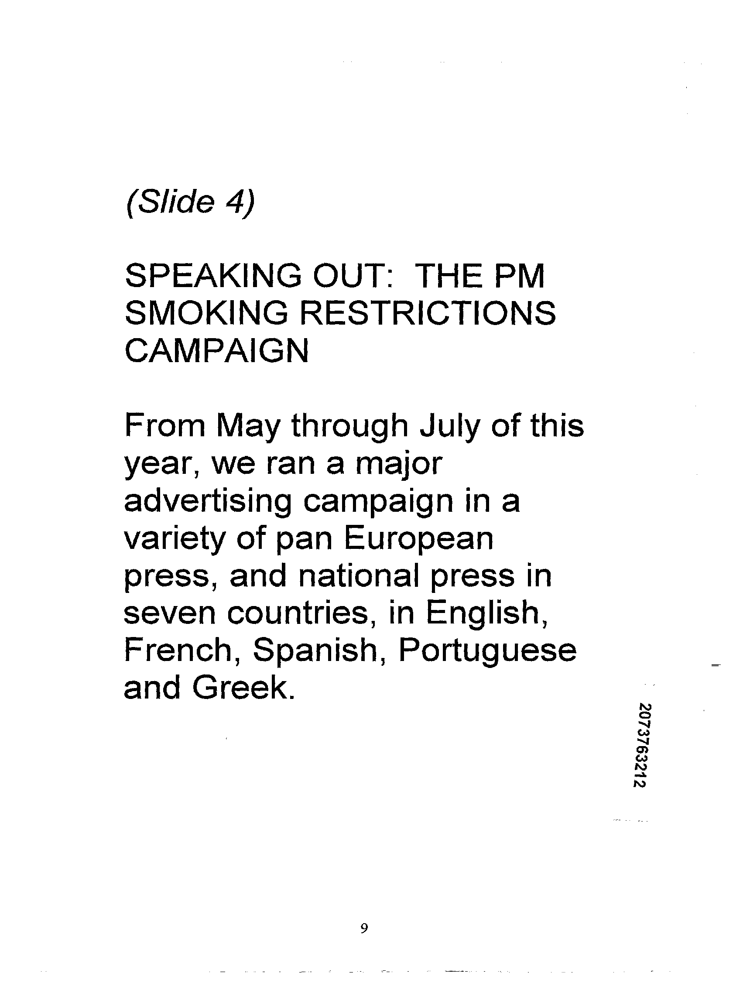 (Slide 4)
SPEAKING OUT: THE PM
SMOKING RESTRICTIONS
CAMPAIGN
From May through July of this
year, we ran a major
advertising campaign in a
variety of pan European
press, and national press in
seven countries, in English,
French, Spanish, Portuguese
and Greek.
2073763212
9